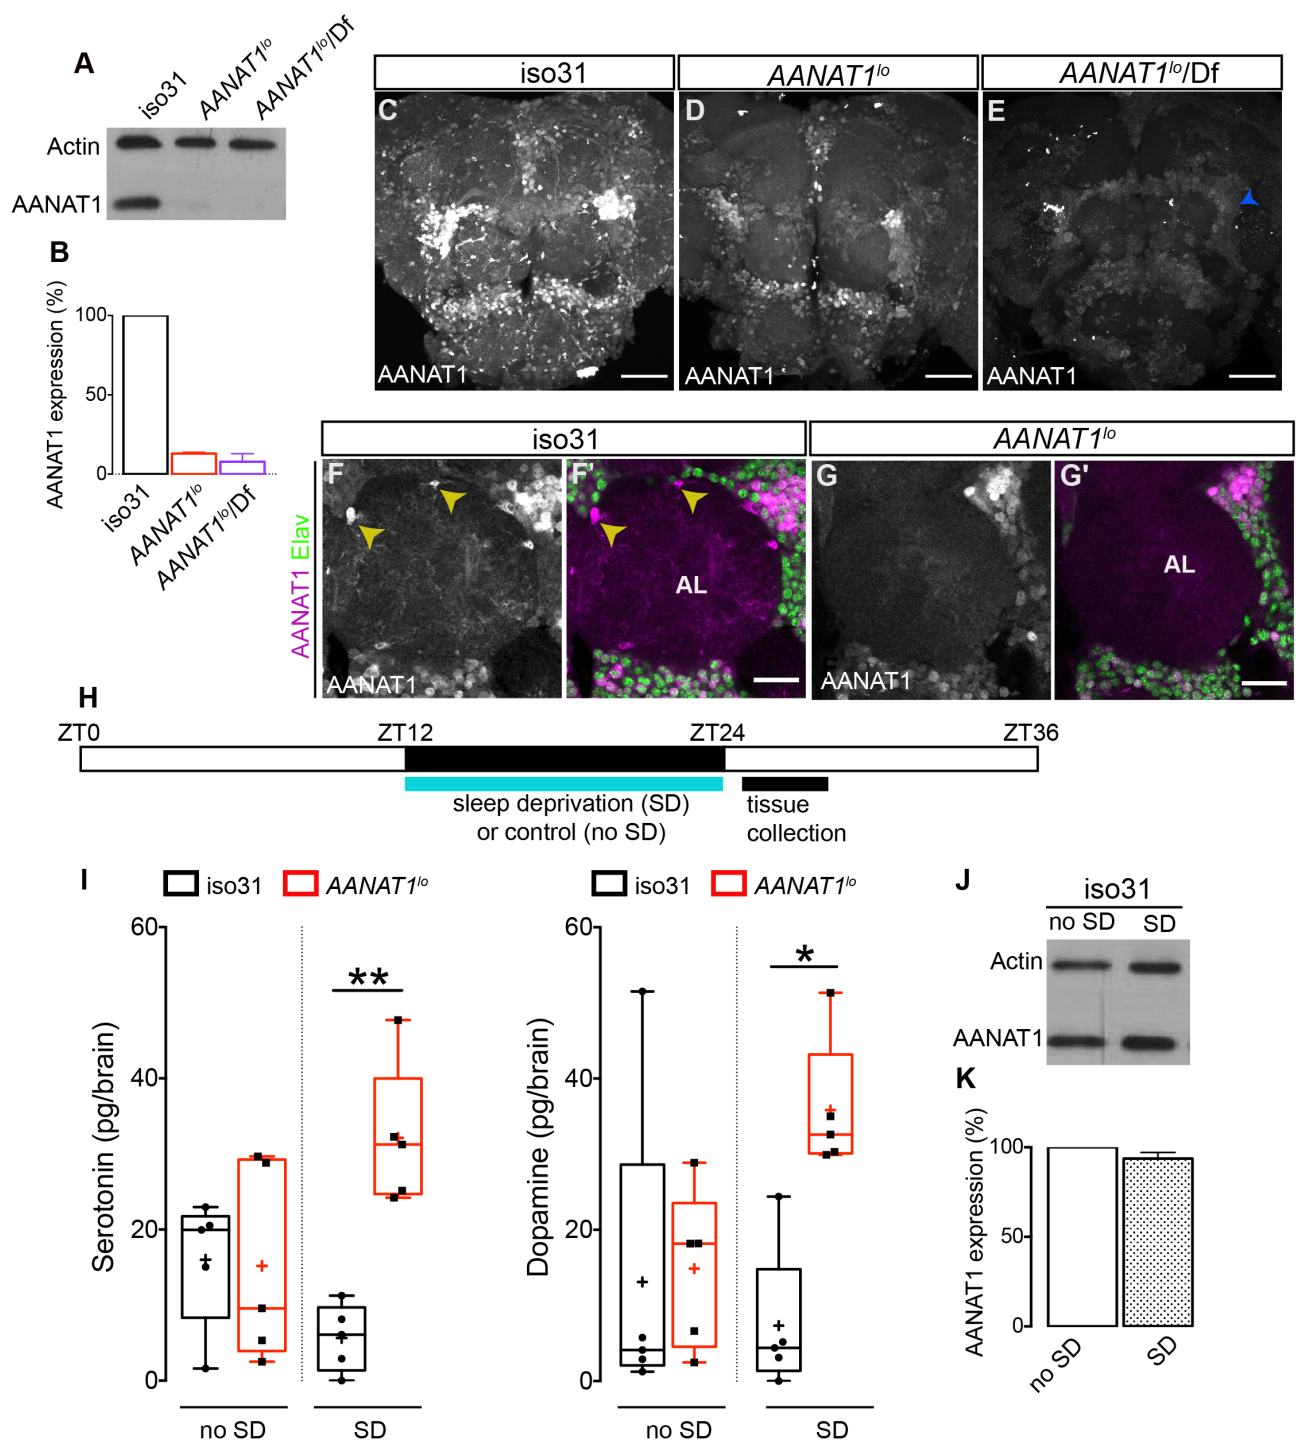 A
iso31
AANAT1lo
AANAT1lo/Df
Actin
AANAT1
B
AANAT1 expression (%)
100
50
0
iso31
AANAT1lo
AANAT1lo/Df
iso31
AANAT1lo
AANAT1lo/Df
C
D
E
AANAT1
AANAT1
AANAT1
iso31
AANAT1lo
AANAT1 Elav
F
F'
G
G'
AL
AL
AANAT1
AANAT1
H
ZT0
ZT12
ZT24
ZT36
sleep deprivation (SD)
or control (no SD)
tissue
collection
I
iso31
AANAT1lo
Serotonin (pg/brain)
60
40
20
0
**
no SD
SD
iso31
AANAT1lo
Dopamine (pg/brain)
60
40
20
0
*
no SD
SD
J
iso31
no SD
SD
Actin
AANAT1
K
AANAT1 expression (%)
100
50
0
no SD
SD